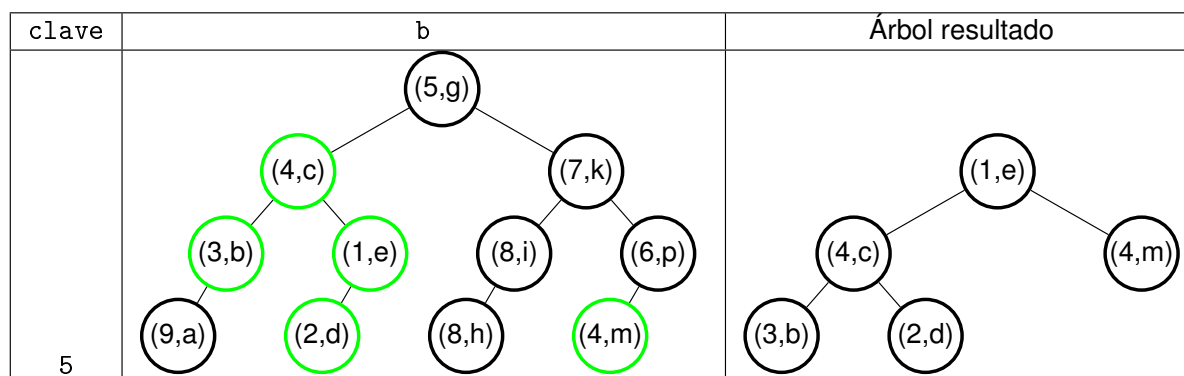 clave b Árbol resultado
(5,g)
(4,c) (7,k) (1,e)
(3,b) (1,e) (8,i) (6,p) (4,c) (4,m)
(9,a) (2,d) (8,h) (4,m) (3,b) (2,d)
5